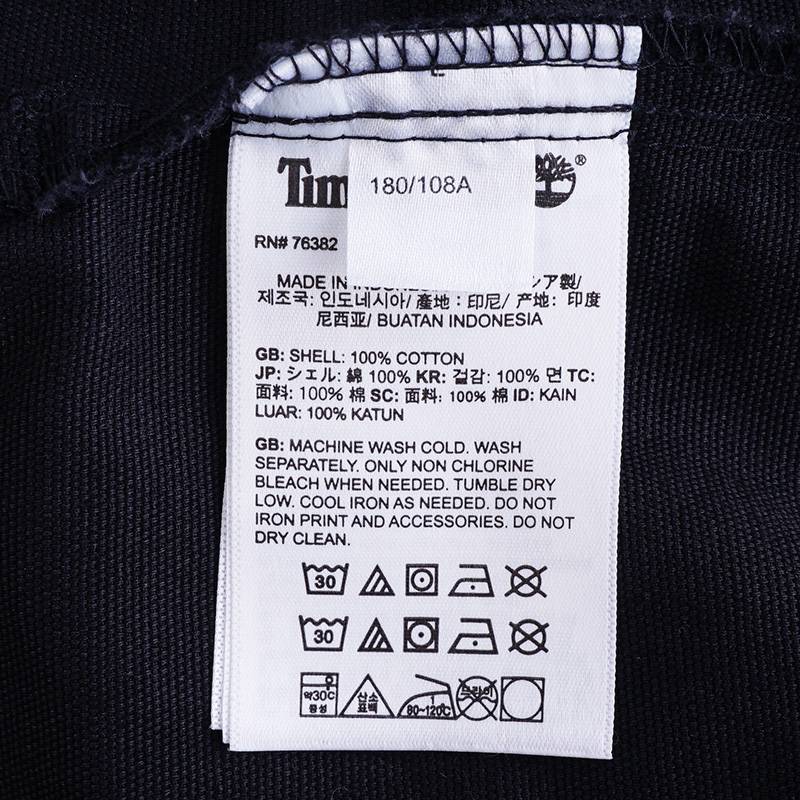 180/108A
®
RN# 76382
MADE IN ア製/
제조국: 인도네시아/ 產地: 印尼/ 产地: 印度
尼西亚/ BUATAN INDONESIA
GB: SHELL: 100% COTTON
JP: シェル: 綿 100% KR: 겉감: 100% 면 TC:
面料: 100% 棉 SC: 面料: 100% 棉 ID: KAIN
LUAR: 100% KATUN
GB: MACHINE WASH COLD. WASH
SEPARATELY. ONLY NON CHLORINE
BLEACH WHEN NEEDED. TUMBLE DRY
LOW. COOL IRON AS NEEDED. DO NOT
IRON PRINT AND ACCESSORIES. DO NOT
DRY CLEAN.
30
30
약30℃ 산소 드라이
중성 표백 80~120℃